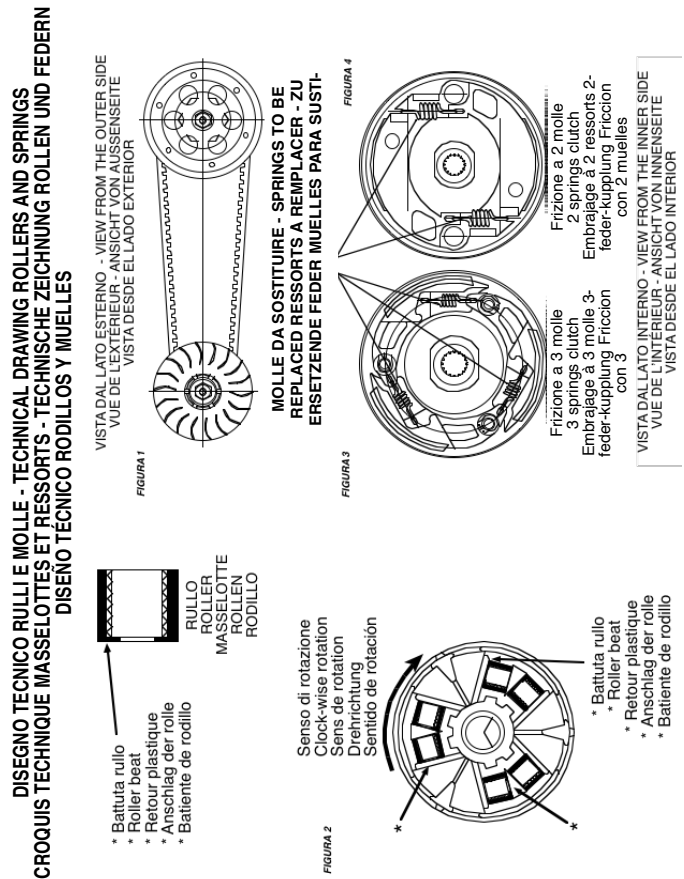 DISEGNO TECNICO RULLI E MOLLE - TECHNICAL DRAWING ROLLERS AND SPRINGS
CROQUIS TECHNIQUE MASSELOTTES ET RESSORTS - TECHNISCHE ZEICHNUNG ROLLEN UND FEDERN
DISEÑO TÉCNICO RODILLOS Y MUELLES
* Battuta rullo
* Roller beat
* Retour plastique
* Anschlag der rolle
* Batiente de rodillo
RULLO
ROLLER
MASSELOTTE
ROLLEN
RODILLO
VISTA DAL LATO ESTERNO - VIEW FROM THE OUTER SIDE
VUE DE L'EXTÉRIEUR - ANSICHT VON AUSSENSEITE
VISTA DESDE EL LADO EXTERIOR
FIGURA 1
FIGURA 2
Senso di rotazione
Clock-wise rotation
Sens de rotation
Drehrichtung
Sentido de rotación
*
*
* Battuta rullo
* Roller beat
* Retour plastique
* Anschlag der rolle
* Batiente de rodillo
MOLLE DA SOSTITUIRE - SPRINGS TO BE
REPLACED RESSORTS A REMPLACER - ZU
ERSETZENDE FEDER MUELLES PARA SUSTI-
FIGURA 3
FIGURA 4
Frizione a 3 molle
3 springs clutch
Embrajage à 3 molle 3-
feder-kupplung Friccion
con 3
Frizione a 2 molle
2 springs clutch
Embrajage à 2 ressorts 2-
feder-kupplung Friccion
con 2 muelles
VISTA DAL LATO INTERNO - VIEW FROM THE INNER SIDE
VUE DE L'INTÉRIEUR - ANSICHT VON INNENSEITE
VISTA DESDE EL LADO INTERIOR